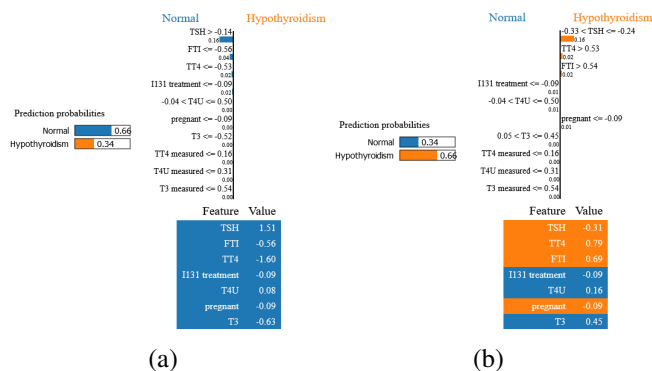 Normal Hypothyroidism
TSH > -0.14
0.16
FTI <= -0.56
0.04
TT4 <= -0.53
0.02
I131 treatment <= -0.09
0.02
-0.04 < T4U <= 0.50
0.00
pregnant <= -0.09
0.00
T3 <= -0.52
0.00
TT4 measured <= 0.16
0.00
T4U measured <= 0.31
0.00
T3 measured <= 0.54
0.00
Prediction probabilities
Normal 0.66
Hypothyroidism 0.34
Feature Value
TSH 1.51
FTI -0.56
TT4 -1.60
I131 treatment -0.09
T4U 0.08
pregnant -0.09
T3 -0.63
(a)
Normal Hypothyroidism
-0.33 < TSH <= -0.24
0.16
TT4 > 0.53
0.02
FTI > 0.54
0.02
I131 treatment <= -0.09
0.01
-0.04 < T4U <= 0.50
0.01
pregnant <= -0.09
0.01
0.05 < T3 <= 0.45
0.00
TT4 measured <= 0.16
0.00
T4U measured <= 0.31
0.00
T3 measured <= 0.54
0.00
Prediction probabilities
Normal 0.34
Hypothyroidism 0.66
Feature Value
TSH -0.31
TT4 0.79
FTI 0.69
I131 treatment -0.09
T4U 0.16
pregnant -0.09
T3 0.45
(b)